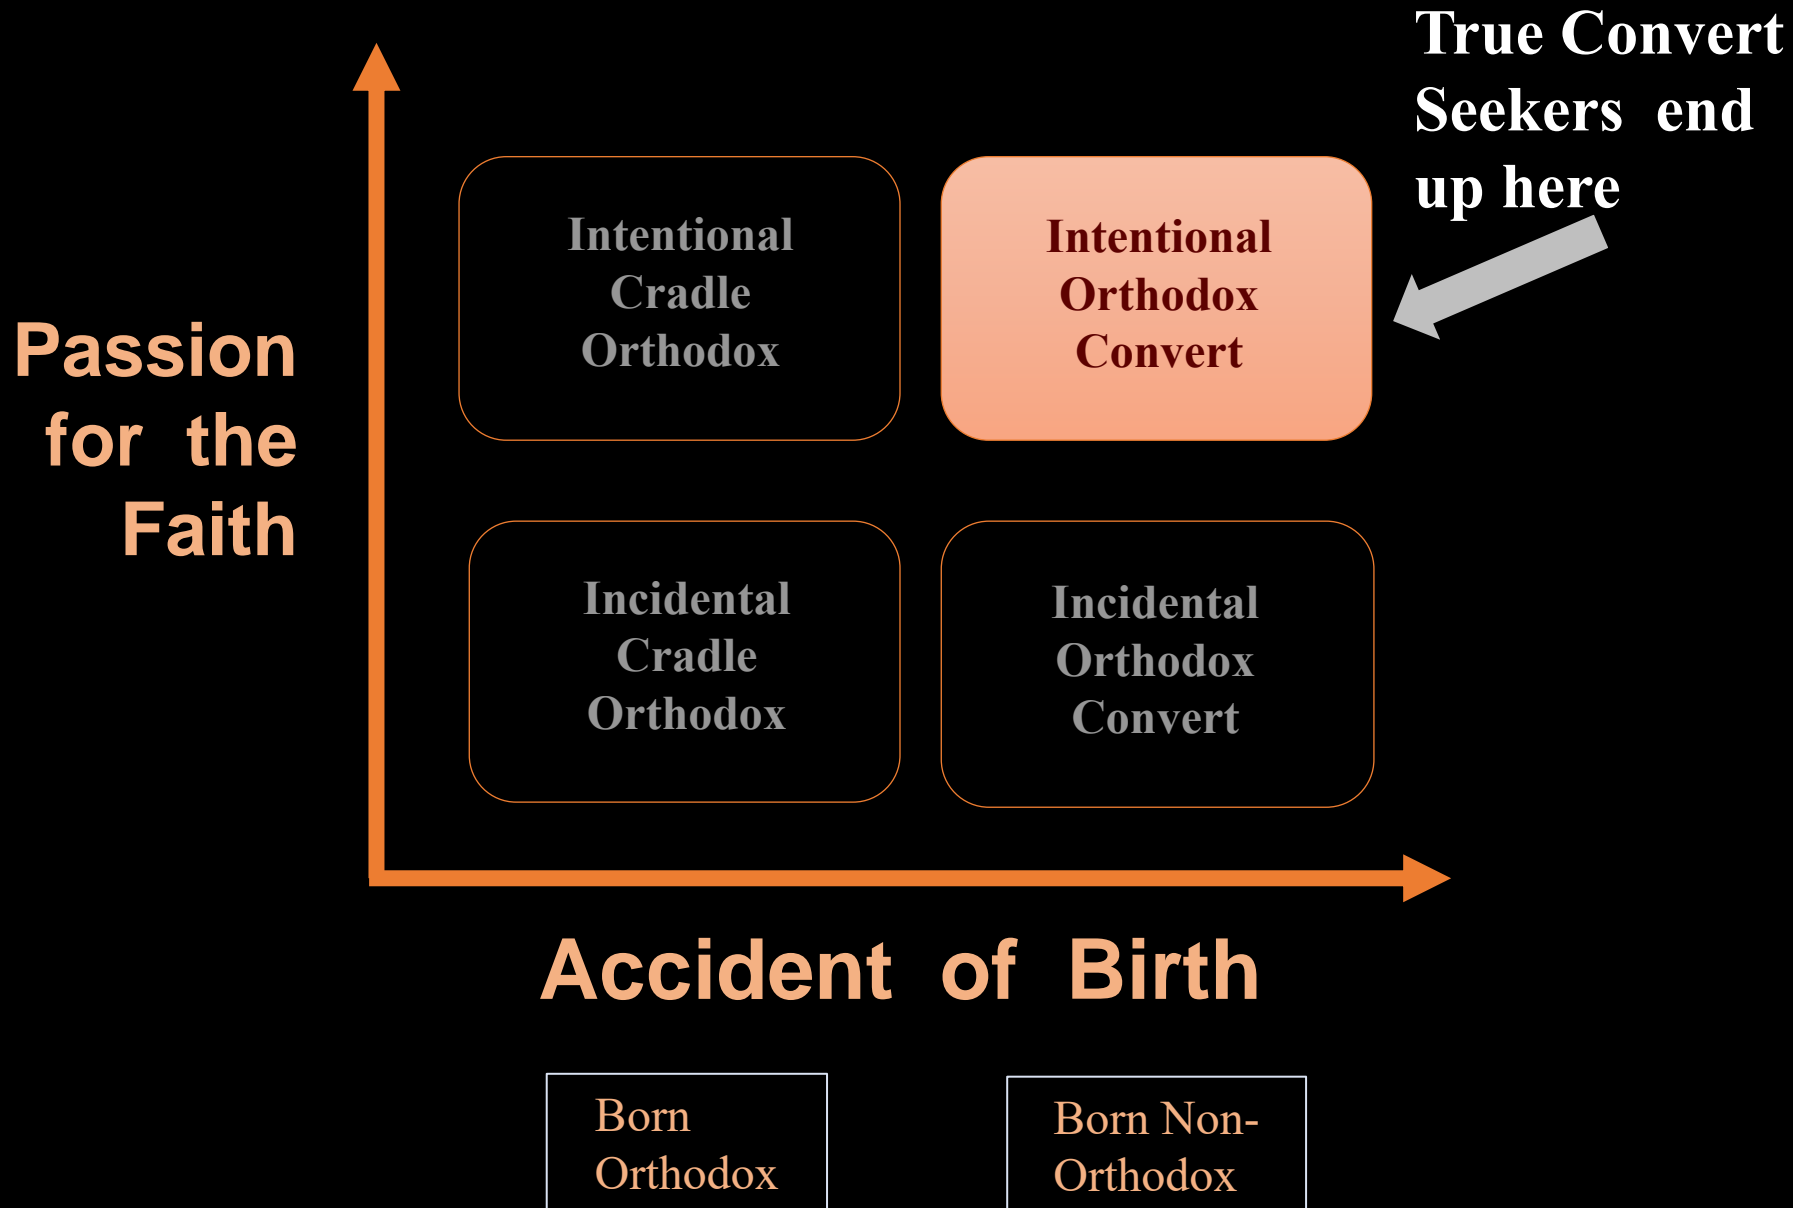 True Convert
Seekers end
up here
Intentional
Cradle
Orthodox
Intentional
Orthodox
Convert
Passion
for the
Faith
Incidental
Cradle
Orthodox
Incidental
Orthodox
Convert
Accident of Birth
Born
Orthodox
Born Non-
Orthodox